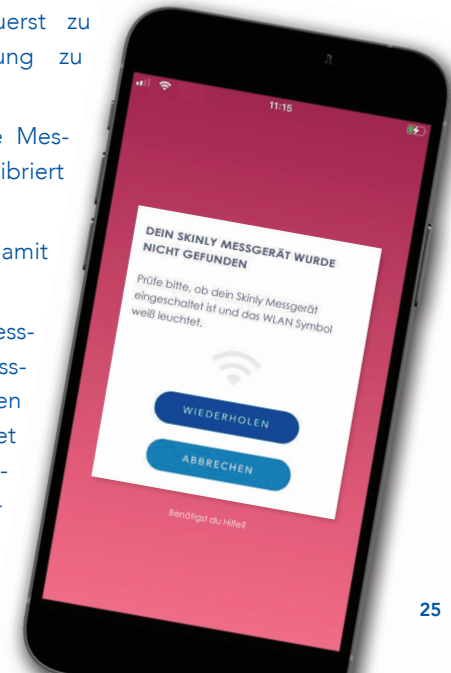 uerst zu
ung zu
Mes-
ibriert
amit
ess-
ss-
en
et
-
-
11:15
DEIN SKINLY MESSGERÄT WURDE
NICHT GEFUNDEN
Prüfe bitte, ob dein Skinly Messgerät
eingeschaltet ist und das WLAN Symbol
weiß leuchtet.
WIEDERHOLEN
ABBRECHEN
Benötigst du Hilfe?
25